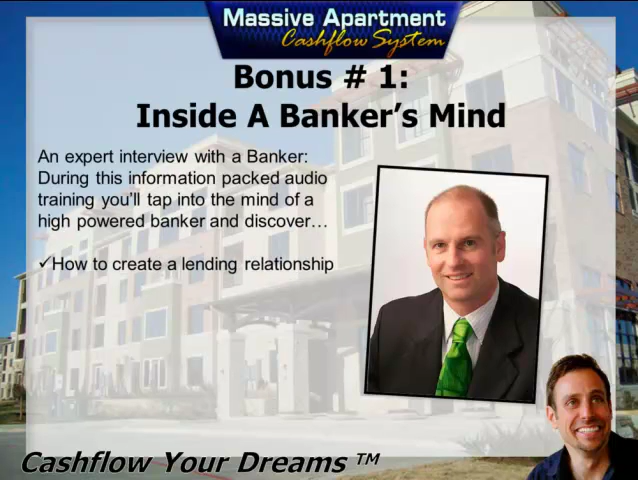 Massive Apartment
Cashflow System
Bonus # 1:
Inside A Banker's Mind
An expert interview with a Banker:
During this information packed audio
training you'll tap into the mind of a
high powered banker and discover…
✓How to create a lending relationship
Cashflow Your Dreams ™